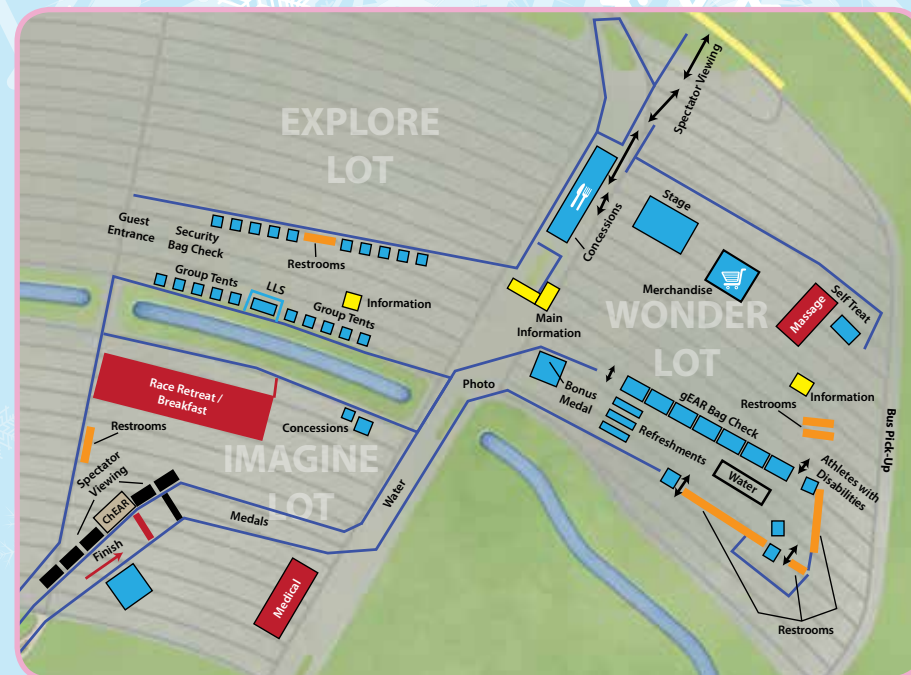 EXPLORE
LOT
Spectator Viewing
Guest
Entrance
Security
Bag Check
Restrooms
Concessions
Stage
Group Tents
LLS
Group Tents
Information
Main
Information
Merchandise
WONDER
LOT
Massage
Self Treat
Race Retreat /
Breakfast
Photo
Bonus
Medal
gEAR Bag Check
Restrooms
Information
Bus Pick-Up
Restrooms
Concessions
Refreshments
Water
Athletes with
Disabilities
IMAGINE
LOT
Spectator
Viewing
ChEAR
Finish
Medals
Water
Medical
Restrooms